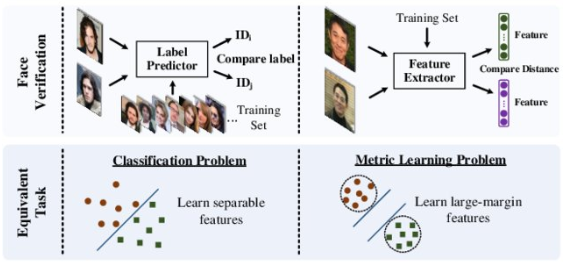 Face
Verification
Label
Predictor
IDi
Compare label
IDj
Training
Set
...
Training Set
Feature
Extractor
Feature
Compare Distance
Feature
Equivalent
Task
Classification Problem
Learn separable
features
Metric Learning Problem
Learn large-margin
features